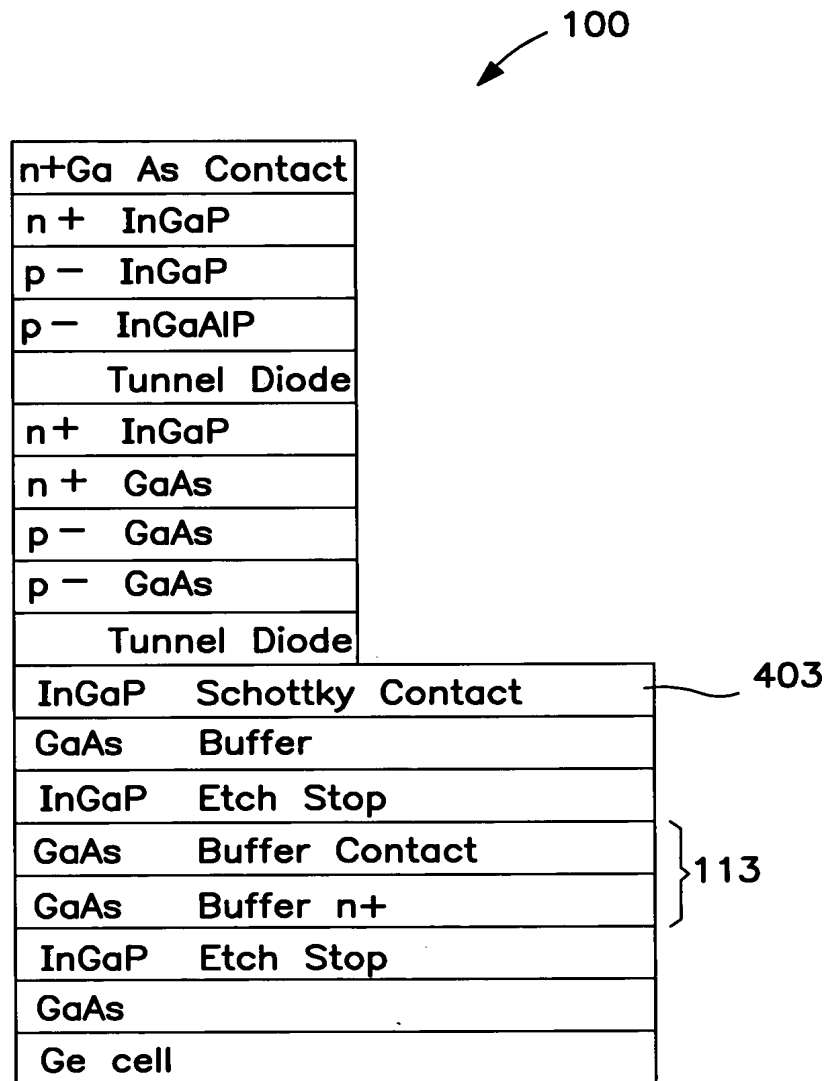 100
n+Ga As Contact
n+ InGaP
p- InGaP
p- InGaAlP
Tunnel Diode
n+ InGaP
n+ GaAs
p- GaAs
p- GaAs
Tunnel Diode
InGaP Schottky Contact
403
GaAs Buffer
InGaP Etch Stop
GaAs Buffer Contact
113
GaAs Buffer n+
InGaP Etch Stop
GaAs
Ge cell